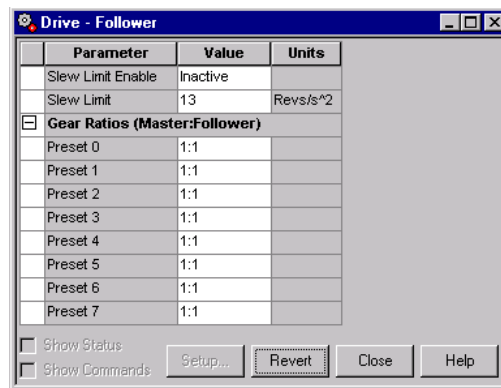 Drive - Follower
Parameter Value Units
Slew Limit Enable Inactive
Slew Limit 13 Revs/s^2
Gear Ratios (Master:Follower)
Preset 0 1:1
Preset 1 1:1
Preset 2 1:1
Preset 3 1:1
Preset 4 1:1
Preset 5 1:1
Preset 6 1:1
Preset 7 1:1
Show Status
Show Commands
Setup... Revert Close Help